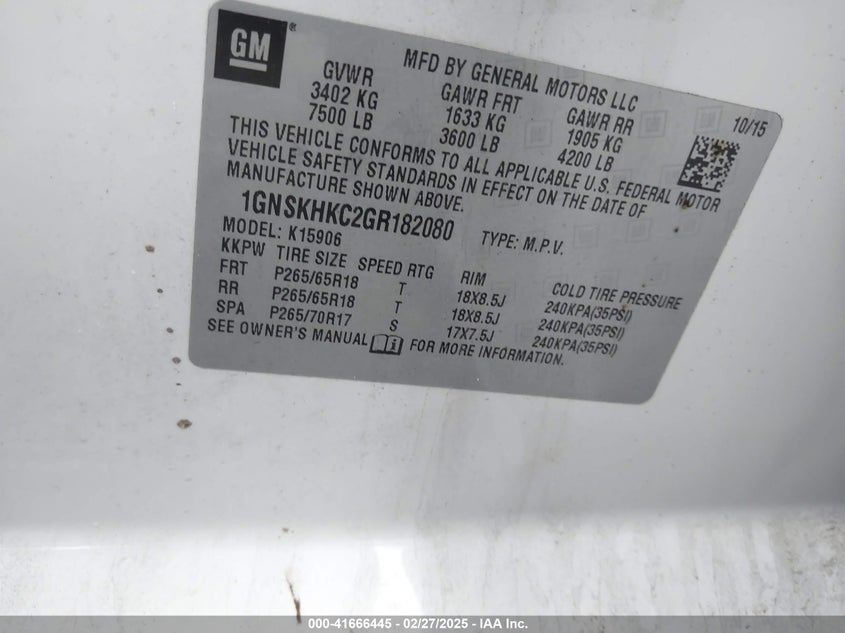 GM ®
MFD BY GENERAL MOTORS LLC
GVWR GAWR FRT GAWR RR 10/15
3402 KG 1633 KG 1905 KG
7500 LB 3600 LB 4200 LB
THIS VEHICLE CONFORMS TO ALL APPLICABLE U.S. FEDERAL MOTOR
VEHICLE SAFETY STANDARDS IN EFFECT ON THE DATE OF
MANUFACTURE SHOWN ABOVE.
1GNSKHKC2GR182080
MODEL: K15906 TYPE: M.P.V.
KKPW TIRE SIZE SPEED RTG RIM COLD TIRE PRESSURE
FRT P265/65R18 T 18X8.5J 240KPA(35PSI)
RR P265/65R18 T 18X8.5J 240KPA(35PSI)
SPA P265/70R17 S 17X7.5J 240KPA(35PSI)
SEE OWNER'S MANUAL FOR MORE INFORMATION.
000-41666445 - 02/27/2025 - IAA Inc.